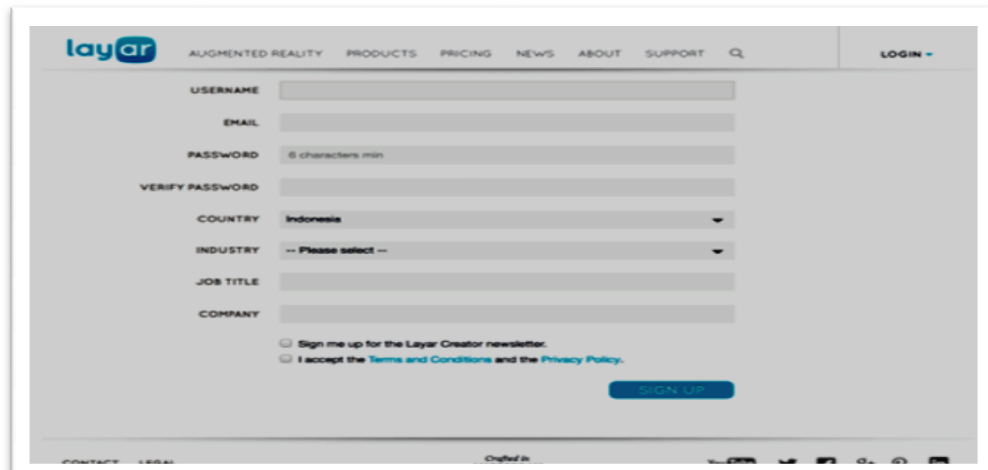 layar AUGMENTED REALITY PRODUCTS PRICING NEWS ABOUT SUPPORT LOGIN
USERNAME
EMAIL
PASSWORD 6 characters min
VERIFY PASSWORD
COUNTRY Indonesia
INDUSTRY -- Please select --
JOB TITLE
COMPANY
Sign me up for the Layar Creator newsletter.
I accept the Terms and Conditions and the Privacy Policy.
SIGN UP
CONTACT LEGAL Crafted in YouTube